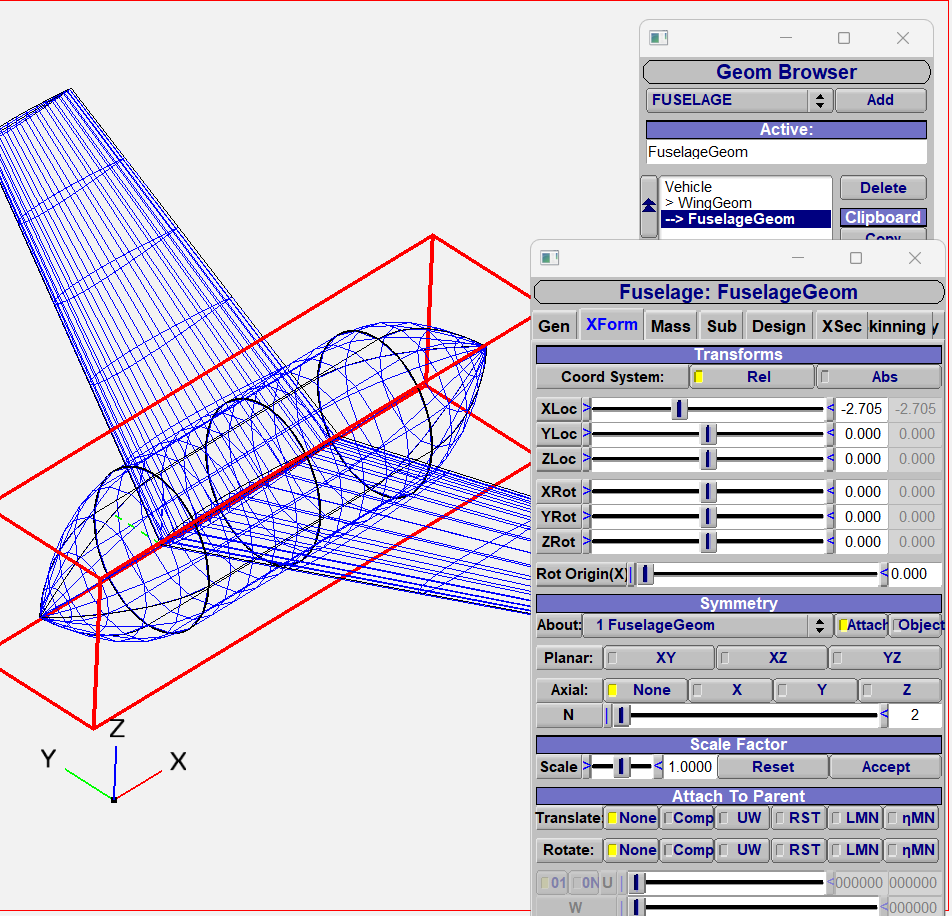 Geom Browser
FUSELAGE Add
Active:
FuselageGeom
Vehicle
> WingGeom
--> FuselageGeom
Delete
Clipboard
Copy
Fuselage: FuselageGeom
Gen XForm Mass Sub Design XSec kinning y
Transforms
Coord System: Rel Abs
XLoc > < -2.705 -2.705
YLoc > < 0.000 0.000
ZLoc > < 0.000 0.000
XRot > < 0.000 0.000
YRot > < 0.000 0.000
ZRot > < 0.000 0.000
Rot Origin(X) | < 0.000
Symmetry
About: 1 FuselageGeom Attach Object
Planar: XY XZ YZ
Axial: None X Y Z
N | < 2
Scale Factor
Scale > < 1.0000 Reset Accept
Attach To Parent
Translate: None Comp UW RST LMN ηMN
Rotate: None Comp UW RST LMN ηMN
01 0N U | < 000000 000000
W | < 000000
Z
Y X